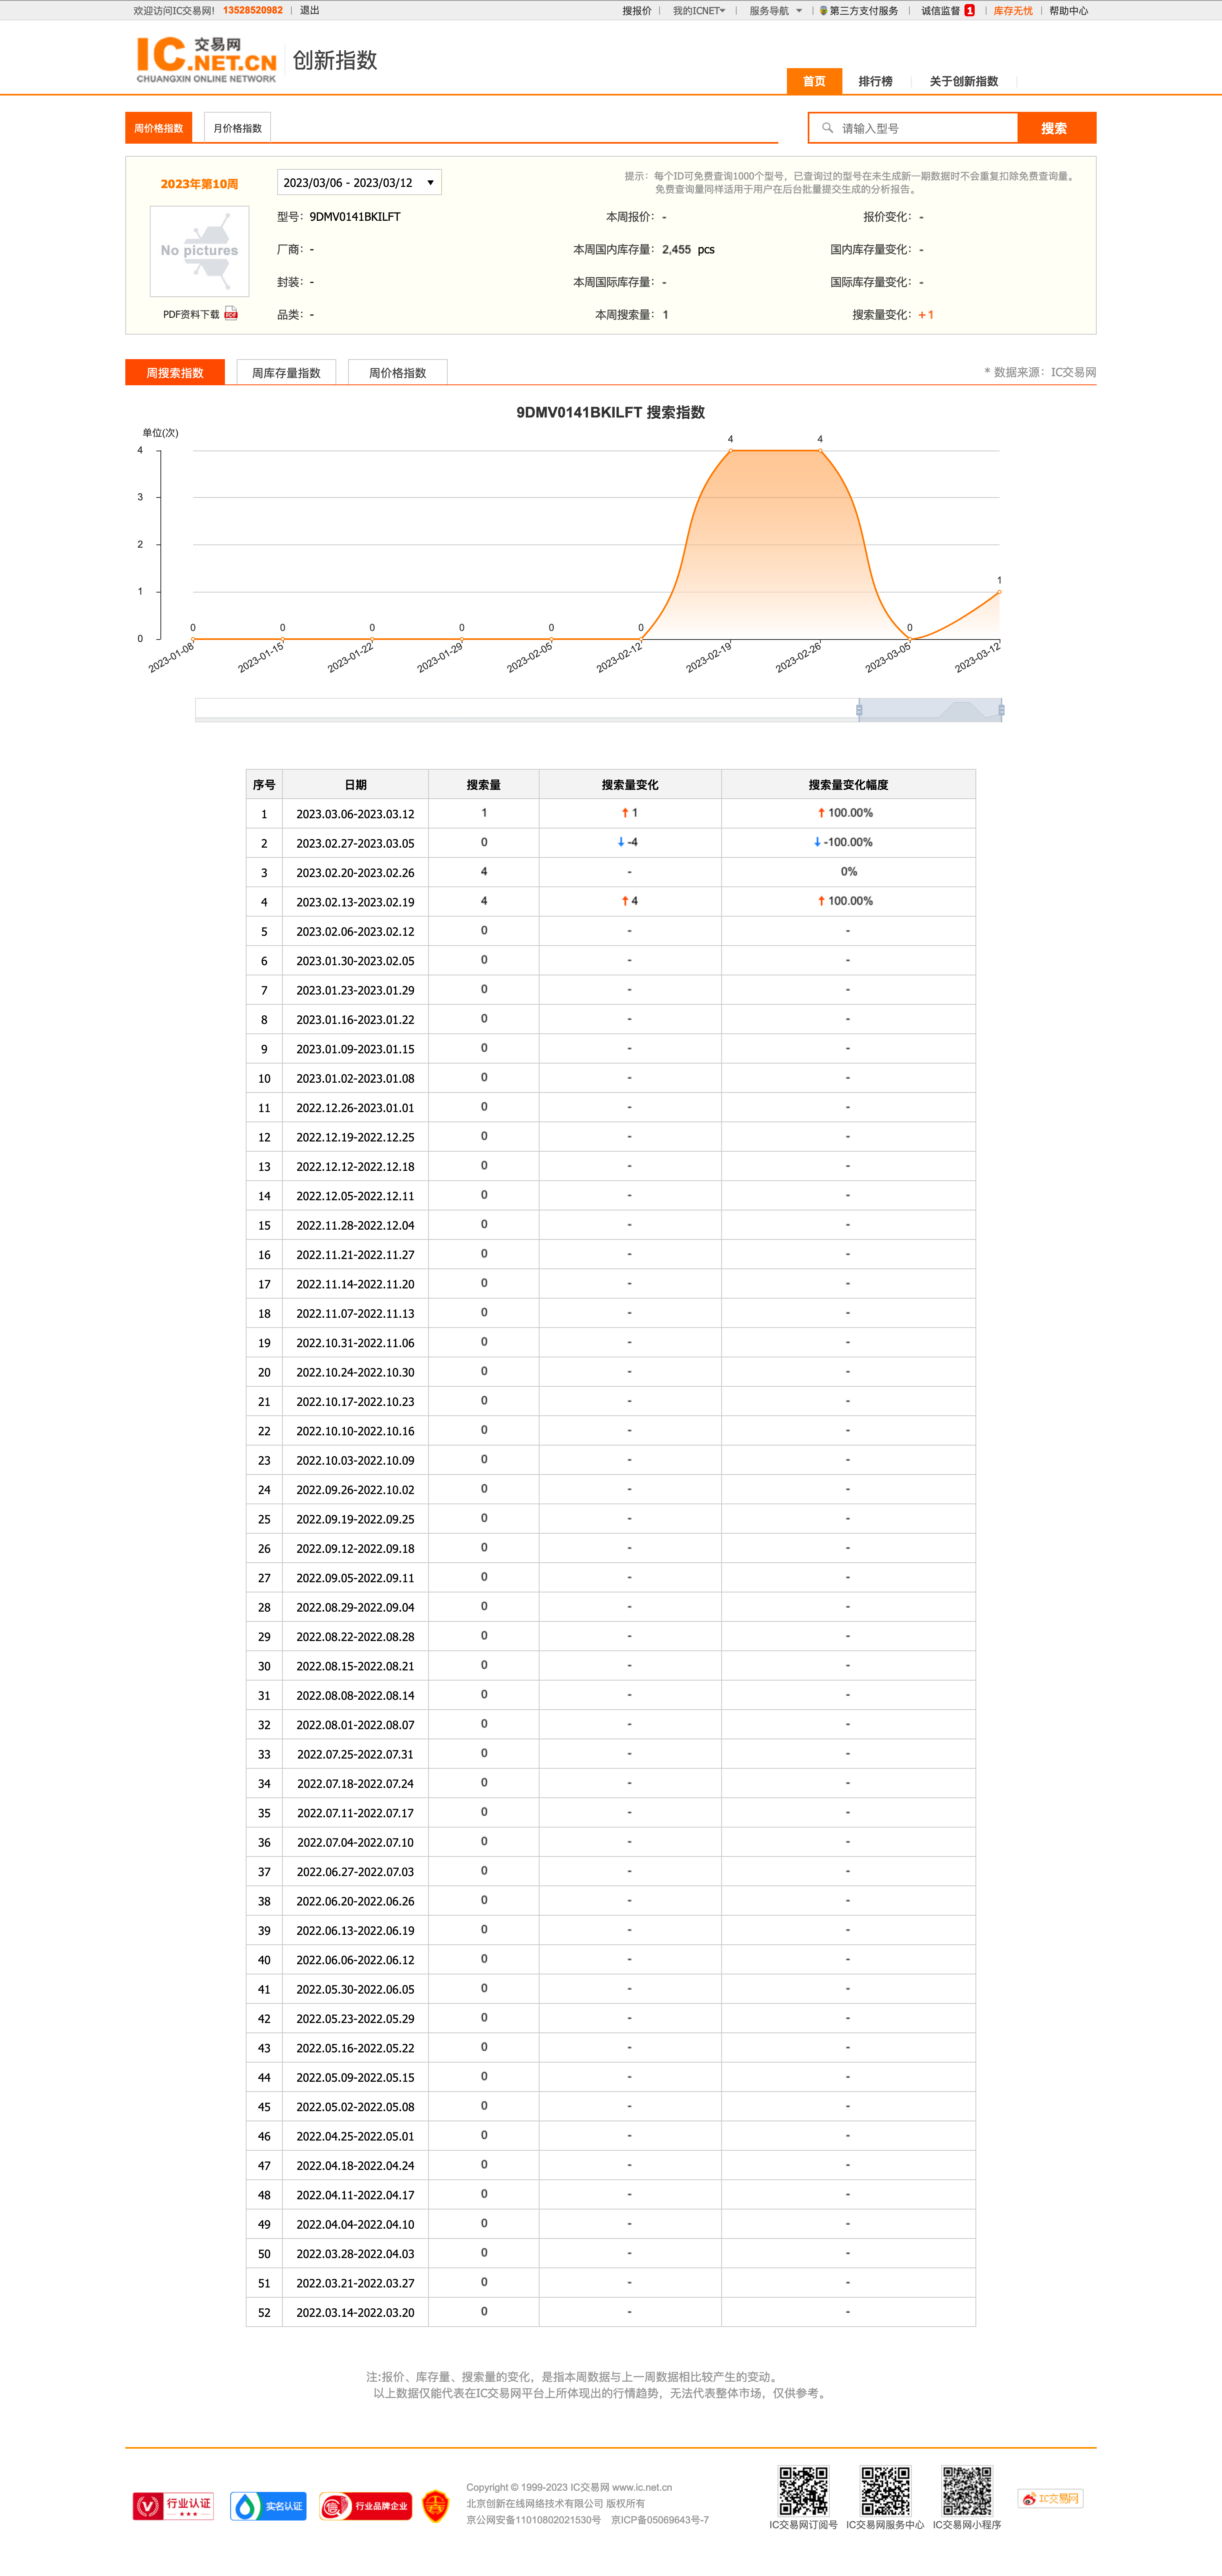 欢迎访问IC交易网! 13528520982 退出 搜报价 我的ICNET 服务导航 第三方支付服务 诚信监督 1 库存无忧 帮助中心
IC交易网
.NET.CN
CHUANGXIN ONLINE NETWORK
创新指数
首页 排行榜 关于创新指数
周价格指数 月价格指数 请输入型号 搜索
2023年第10周 2023/03/06 - 2023/03/12 提示：每个ID可免费查询1000个型号，已查询过的型号在未生成新一期数据时不会重复扣除免费查询量。
免费查询量同样适用于用户在后台批量提交生成的分析报告。
No pictures
PDF资料下载 PDF
型号：9DMV0141BKILFT 本周报价：- 报价变化：-
厂商：- 本周国内库存量：2,455 pcs 国内库存量变化：-
封装：- 本周国际库存量：- 国际库存量变化：-
品类：- 本周搜索量：1 搜索量变化：+1
周搜索指数 周库存量指数 周价格指数 * 数据来源：IC交易网
9DMV0141BKILFT 搜索指数
单位(次)
4
3
2
1
0
0 0 0 0 0 0 4 4 0 1
2023-01-08 2023-01-15 2023-01-22 2023-01-29 2023-02-05 2023-02-12 2023-02-19 2023-02-26 2023-03-05 2023-03-12
序号 日期 搜索量 搜索量变化 搜索量变化幅度
1 2023.03.06-2023.03.12 1 ↑1 ↑100.00%
2 2023.02.27-2023.03.05 0 ↓-4 ↓-100.00%
3 2023.02.20-2023.02.26 4 - 0%
4 2023.02.13-2023.02.19 4 ↑4 ↑100.00%
5 2023.02.06-2023.02.12 0 - -
6 2023.01.30-2023.02.05 0 - -
7 2023.01.23-2023.01.29 0 - -
8 2023.01.16-2023.01.22 0 - -
9 2023.01.09-2023.01.15 0 - -
10 2023.01.02-2023.01.08 0 - -
11 2022.12.26-2023.01.01 0 - -
12 2022.12.19-2022.12.25 0 - -
13 2022.12.12-2022.12.18 0 - -
14 2022.12.05-2022.12.11 0 - -
15 2022.11.28-2022.12.04 0 - -
16 2022.11.21-2022.11.27 0 - -
17 2022.11.14-2022.11.20 0 - -
18 2022.11.07-2022.11.13 0 - -
19 2022.10.31-2022.11.06 0 - -
20 2022.10.24-2022.10.30 0 - -
21 2022.10.17-2022.10.23 0 - -
22 2022.10.10-2022.10.16 0 - -
23 2022.10.03-2022.10.09 0 - -
24 2022.09.26-2022.10.02 0 - -
25 2022.09.19-2022.09.25 0 - -
26 2022.09.12-2022.09.18 0 - -
27 2022.09.05-2022.09.11 0 - -
28 2022.08.29-2022.09.04 0 - -
29 2022.08.22-2022.08.28 0 - -
30 2022.08.15-2022.08.21 0 - -
31 2022.08.08-2022.08.14 0 - -
32 2022.08.01-2022.08.07 0 - -
33 2022.07.25-2022.07.31 0 - -
34 2022.07.18-2022.07.24 0 - -
35 2022.07.11-2022.07.17 0 - -
36 2022.07.04-2022.07.10 0 - -
37 2022.06.27-2022.07.03 0 - -
38 2022.06.20-2022.06.26 0 - -
39 2022.06.13-2022.06.19 0 - -
40 2022.06.06-2022.06.12 0 - -
41 2022.05.30-2022.06.05 0 - -
42 2022.05.23-2022.05.29 0 - -
43 2022.05.16-2022.05.22 0 - -
44 2022.05.09-2022.05.15 0 - -
45 2022.05.02-2022.05.08 0 - -
46 2022.04.25-2022.05.01 0 - -
47 2022.04.18-2022.04.24 0 - -
48 2022.04.11-2022.04.17 0 - -
49 2022.04.04-2022.04.10 0 - -
50 2022.03.28-2022.04.03 0 - -
51 2022.03.21-2022.03.27 0 - -
52 2022.03.14-2022.03.20 0 - -
注:报价、库存量、搜索量的变化，是指本周数据与上一周数据相比较产生的变动。
以上数据仅能代表在IC交易网平台上所体现出的行情趋势，无法代表整体市场，仅供参考。
行业认证 实名认证 信 行业品牌企业
Copyright © 1999-2023 IC交易网 www.ic.net.cn
北京创新在线网络技术有限公司 版权所有
京公网安备11010802021530号 京ICP备05069643号-7
IC交易网订阅号 IC交易网服务中心 IC交易网小程序
IC交易网